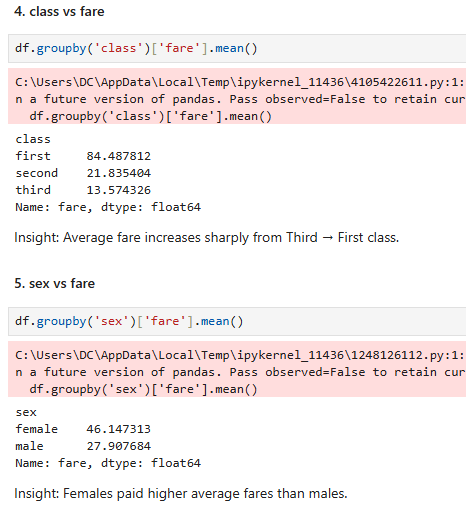 4. class vs fare
df.groupby('class')['fare'].mean()
C:\Users\DC\AppData\Local\Temp\ipykernel_11436\4105422611.py:1:
n a future version of pandas. Pass observed=False to retain cur
df.groupby('class')['fare'].mean()
class
first     84.487812
second    21.835404
third     13.574326
Name: fare, dtype: float64
Insight: Average fare increases sharply from Third → First class.
5. sex vs fare
df.groupby('sex')['fare'].mean()
C:\Users\DC\AppData\Local\Temp\ipykernel_11436\1248126112.py:1:
n a future version of pandas. Pass observed=False to retain cur
df.groupby('sex')['fare'].mean()
sex
female    46.147313
male      27.907684
Name: fare, dtype: float64
Insight: Females paid higher average fares than males.